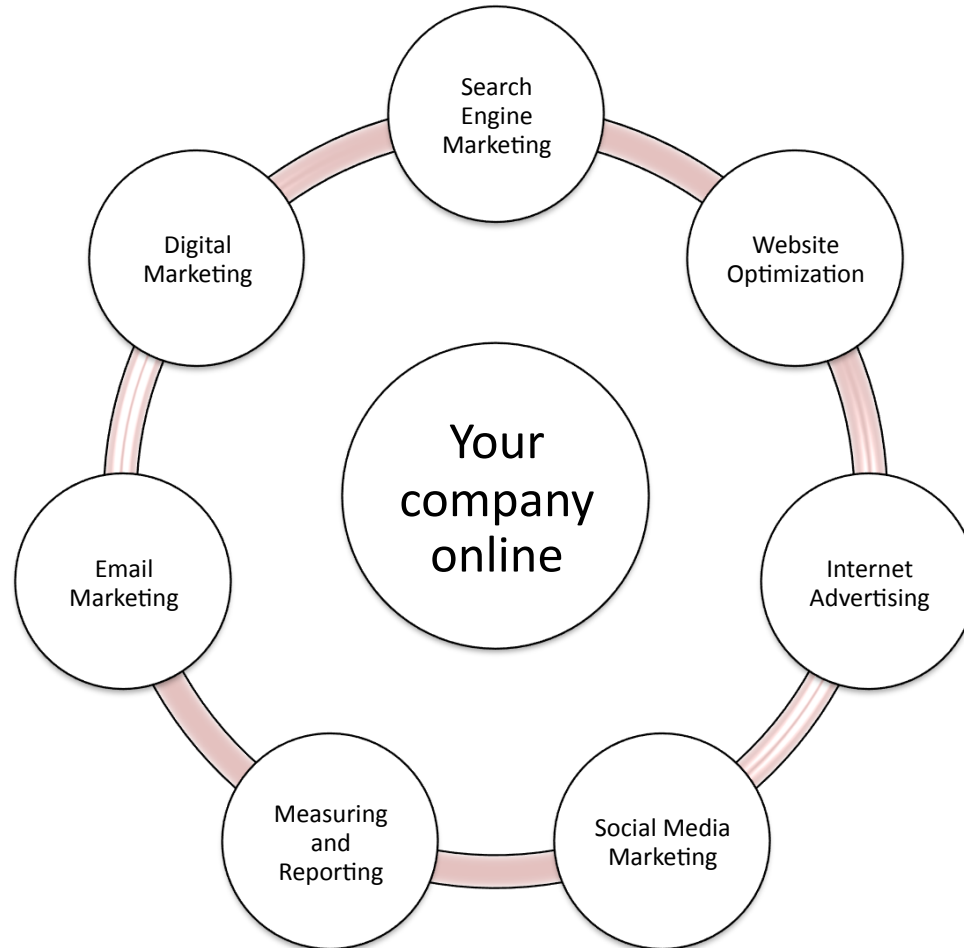 Search
Engine
Marketing
Website
Optimization
Internet
Advertising
Social Media
Marketing
Measuring
and
Reporting
Email
Marketing
Digital
Marketing
Your
company
online